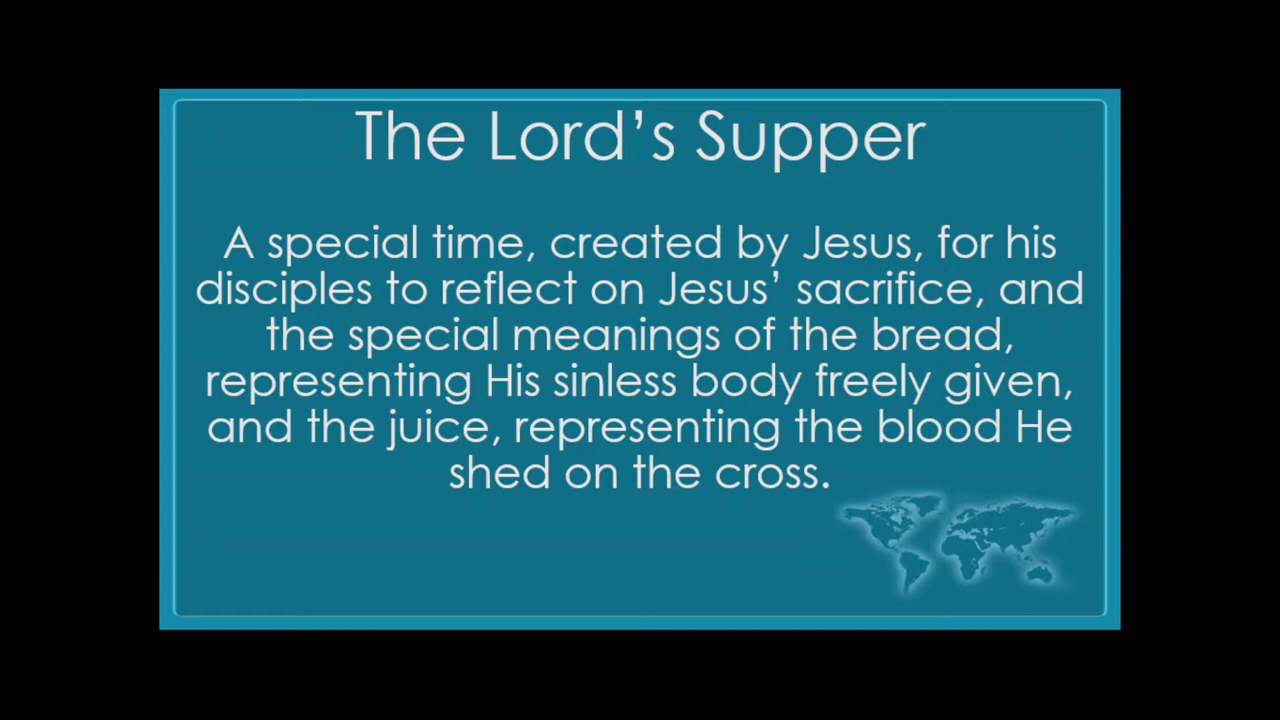 The Lord’s Supper
A special time, created by Jesus, for his
disciples to reflect on Jesus’ sacrifice, and
the special meanings of the bread,
representing His sinless body freely given,
and the juice, representing the blood He
shed on the cross.